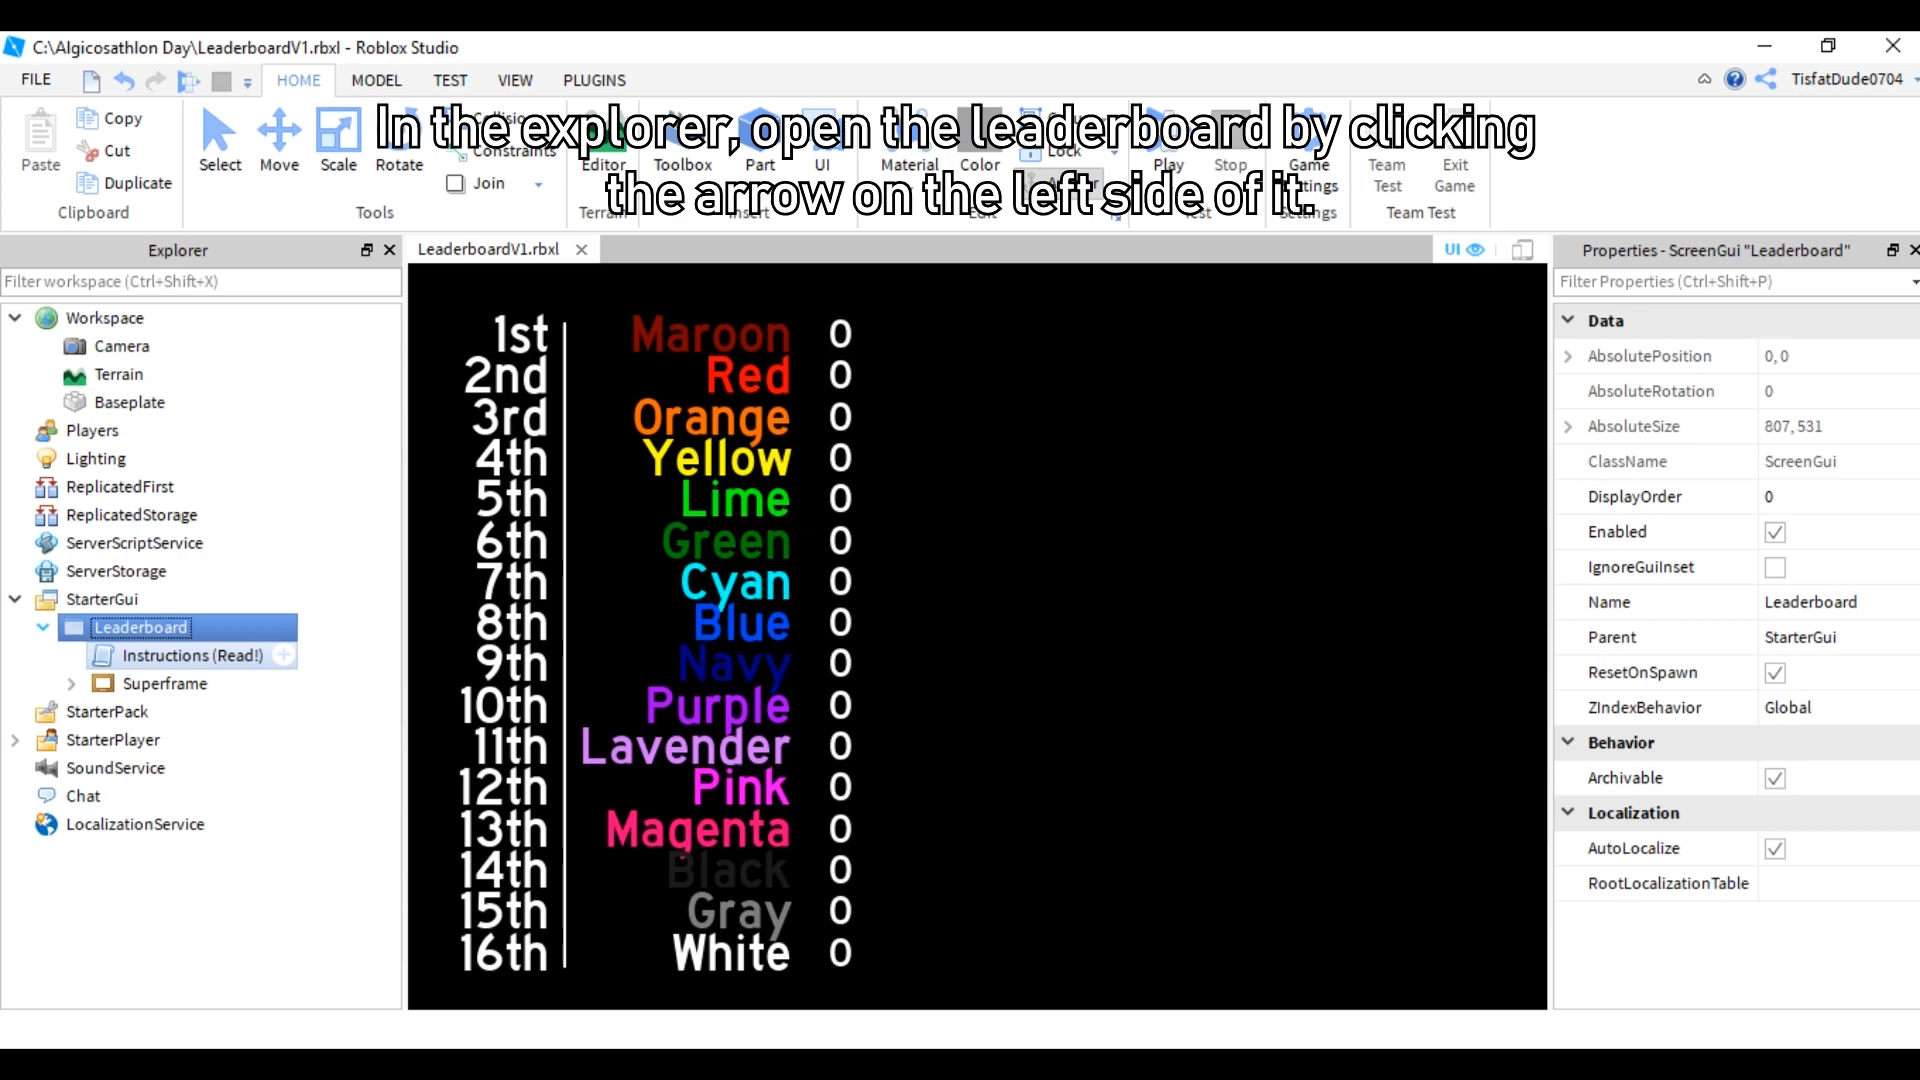 C:\Algicosathlon Day\LeaderboardV1.rbxl - Roblox Studio
FILE
HOME
MODEL
TEST
VIEW
PLUGINS
TisfatDude0704
In the explorer, open the leaderboard by clicking
the arrow on the left side of it.
Paste
Copy
Cut
Duplicate
Clipboard
Select
Move
Scale
Rotate
Constraints
Join
Tools
Editor
Toolbox
Part
UI
Material
Color
Lock
Play
Stop
Game
Team
Test
Exit
Game
Team Test
Explorer
Filter workspace (Ctrl+Shift+X)
Workspace
Camera
Terrain
Baseplate
Players
Lighting
ReplicatedFirst
ReplicatedStorage
ServerScriptService
ServerStorage
StarterGui
Leaderboard
Instructions (Read!)
Superframe
StarterPack
StarterPlayer
SoundService
Chat
LocalizationService
LeaderboardV1.rbxl
UI
1st Maroon 0
2nd Red 0
3rd Orange 0
4th Yellow 0
5th Lime 0
6th Green 0
7th Cyan 0
8th Blue 0
9th Navy 0
10th Purple 0
11th Lavender 0
12th Pink 0
13th Magenta 0
14th Black 0
15th Gray 0
16th White 0
Properties - ScreenGui "Leaderboard"
Filter Properties (Ctrl+Shift+P)
Data
AbsolutePosition 0, 0
AbsoluteRotation 0
AbsoluteSize 807, 531
ClassName ScreenGui
DisplayOrder 0
Enabled
IgnoreGuiInset
Name Leaderboard
Parent StarterGui
ResetOnSpawn
ZIndexBehavior Global
Behavior
Archivable
Localization
AutoLocalize
RootLocalizationTable